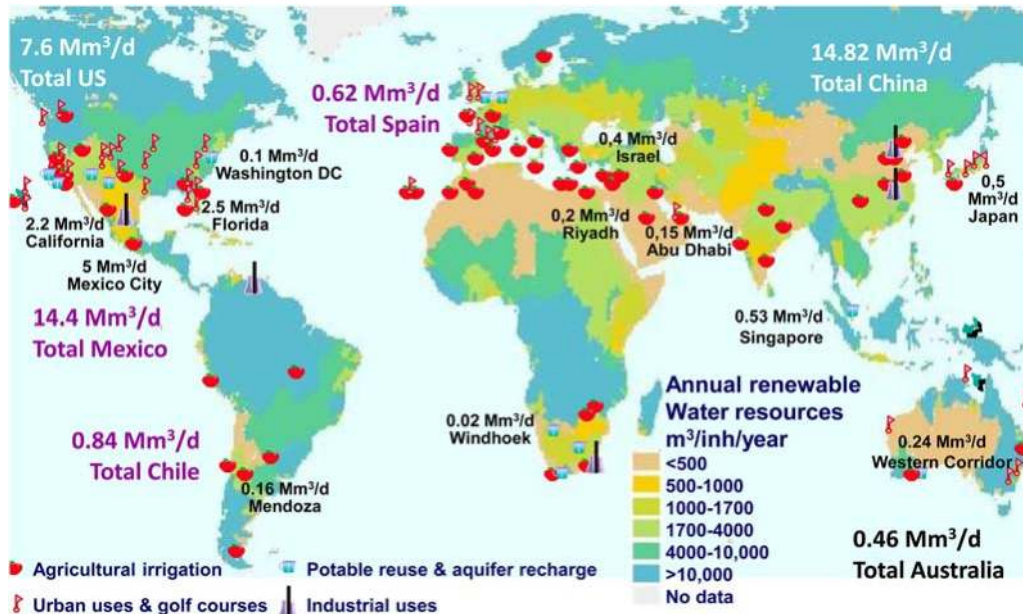 7.6 Mm³/d
Total US
0.62 Mm³/d
Total Spain
14.82 Mm³/d
Total China
0.1 Mm³/d
Washington DC
0,4 Mm³/d
Israel
2.2 Mm³/d
California
2.5 Mm³/d
Florida
0,2 Mm³/d
Riyadh
0,15 Mm³/d
Abu Dhabi
0,5
Mm³/d
Japan
5 Mm³/d
Mexico City
14.4 Mm³/d
Total Mexico
0.53 Mm³/d
Singapore
0.84 Mm³/d
Total Chile
0.16 Mm³/d
Mendoza
0.02 Mm³/d
Windhoek
0.24 Mm³/d
Western Corridor
0.46 Mm³/d
Total Australia
Annual renewable
Water resources
m³/inh/year
<500
500-1000
1000-1700
1700-4000
4000-10,000
>10,000
No data
Agricultural irrigation
Potable reuse & aquifer recharge
Urban uses & golf courses
Industrial uses